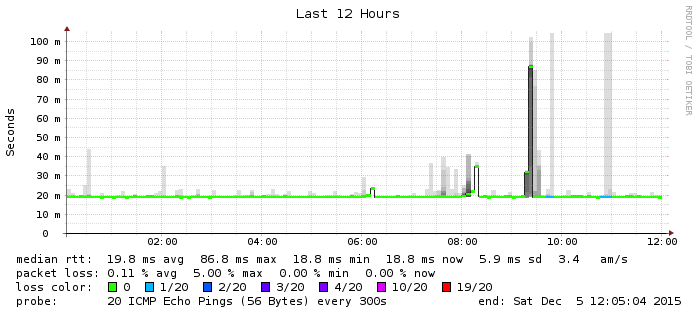 Last 12 Hours
RRDTOOL / TOBI OETIKER
Seconds
100 m
90 m
80 m
70 m
60 m
50 m
40 m
30 m
20 m
10 m
0
02:00 04:00 06:00 08:00 10:00 12:00
median rtt: 19.8 ms avg 86.8 ms max 18.8 ms min 18.8 ms now 5.9 ms sd 3.4 am/s
packet loss: 0.11 % avg 5.00 % max 0.00 % min 0.00 % now
loss color: 0 1/20 2/20 3/20 4/20 10/20 19/20
probe: 20 ICMP Echo Pings (56 Bytes) every 300s end: Sat Dec 5 12:05:04 2015